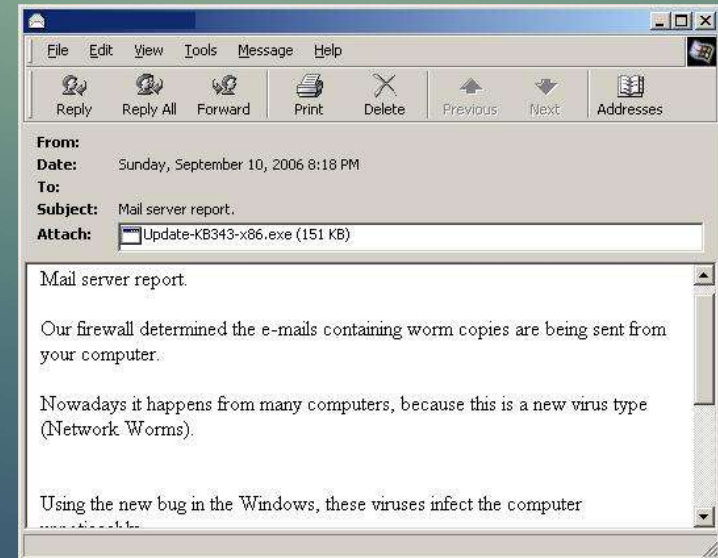 File Edit View Tools Message Help
Reply Reply All Forward Print Delete Previous Next Addresses
From:
Date: Sunday, September 10, 2006 8:18 PM
To:
Subject: Mail server report.
Attach: Update-KB343-x86.exe (151 KB)
Mail server report.
Our firewall determined the e-mails containing worm copies are being sent from
your computer.
Nowadays it happens from many computers, because this is a new virus type
(Network Worms).
Using the new bug in the Windows, these viruses infect the computer